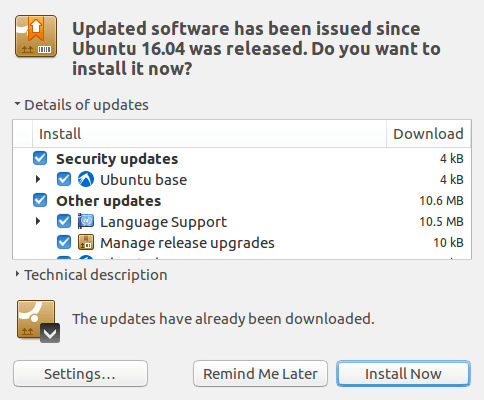 Updated software has been issued since
Ubuntu 16.04 was released. Do you want to
install it now?
Details of updates
Install Download
Security updates 4 kB
Ubuntu base 4 kB
Other updates 10.6 MB
Language Support 10.5 MB
Manage release upgrades 10 kB
Technical description
The updates have already been downloaded.
Settings... Remind Me Later Install Now